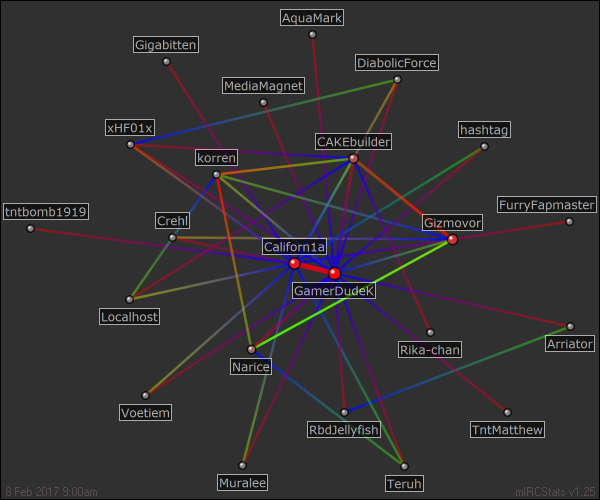 AquaMark
Gigabitten
DiabolicForce
MediaMagnet
xHF01x
CAKEbuilder
hashtag
korren
tntbomb1919
Crehl
FurryFapmaster
Gizmovor
Californ1a
GamerDudeK
Localhost
Arriator
Rika-chan
Narice
Voetiem
RbdJellyfish
TntMatthew
Muralee
Teruh
8 Feb 2017 9:00am
mIRCStats v1.25